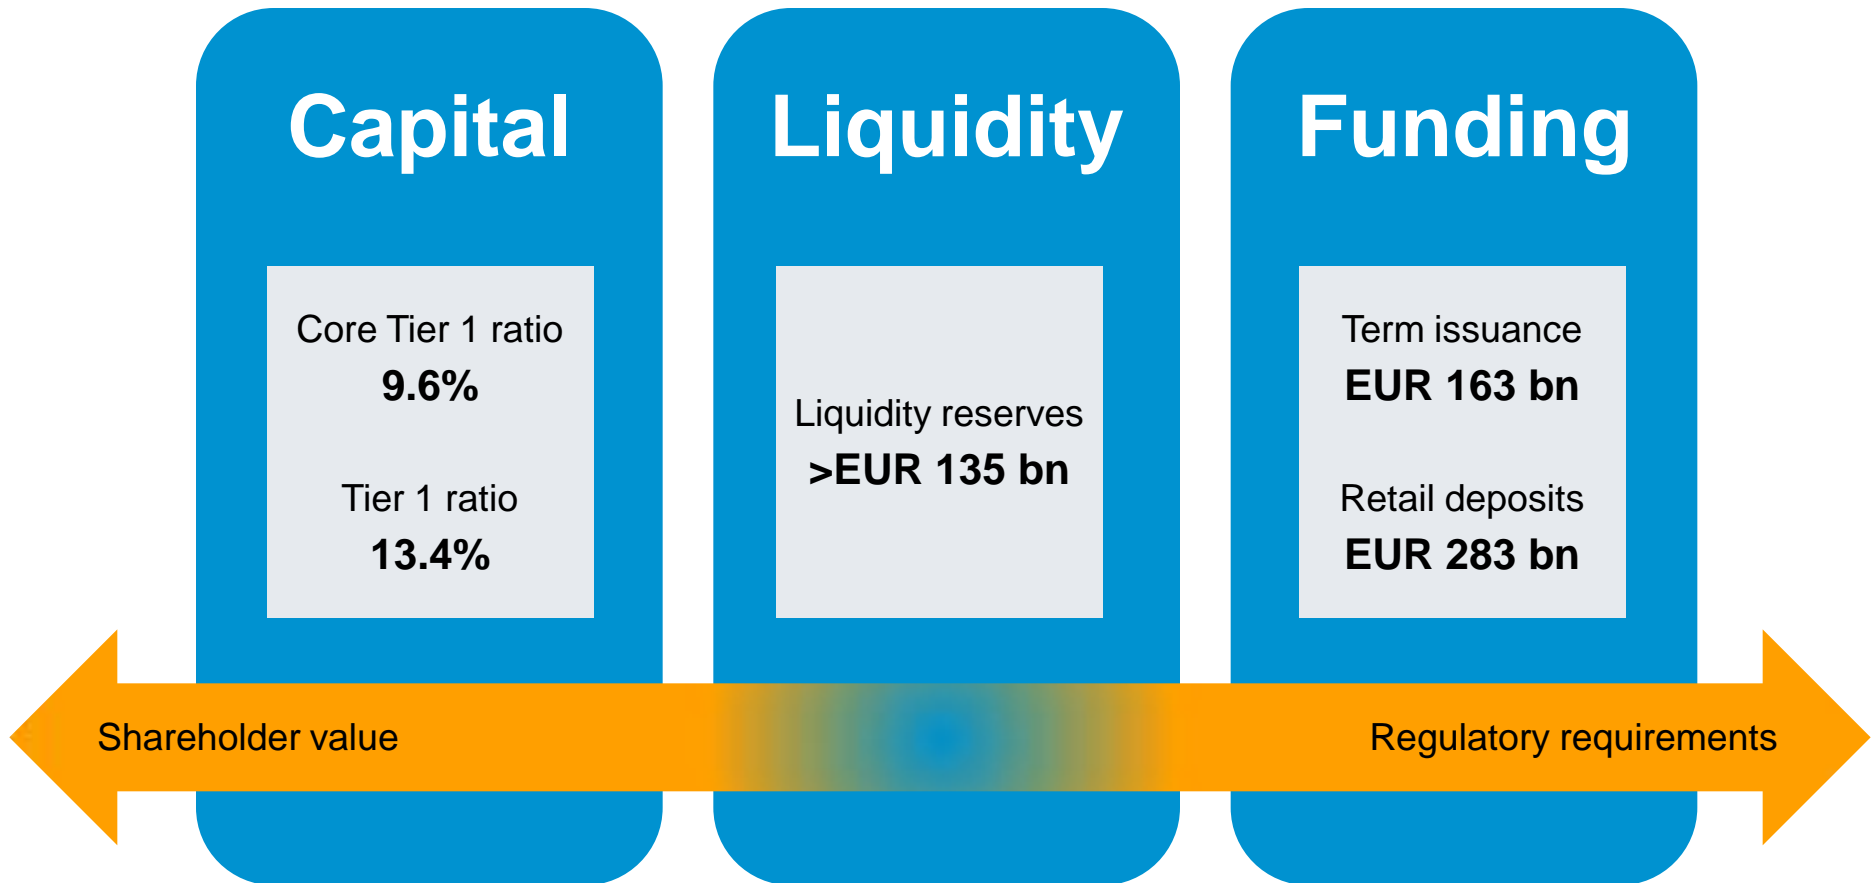 Capital
Core Tier 1 ratio
9.6%
Tier 1 ratio
13.4%
Liquidity
Liquidity reserves
>EUR 135 bn
Funding
Term issuance
EUR 163 bn
Retail deposits
EUR 283 bn
Shareholder value
Regulatory requirements